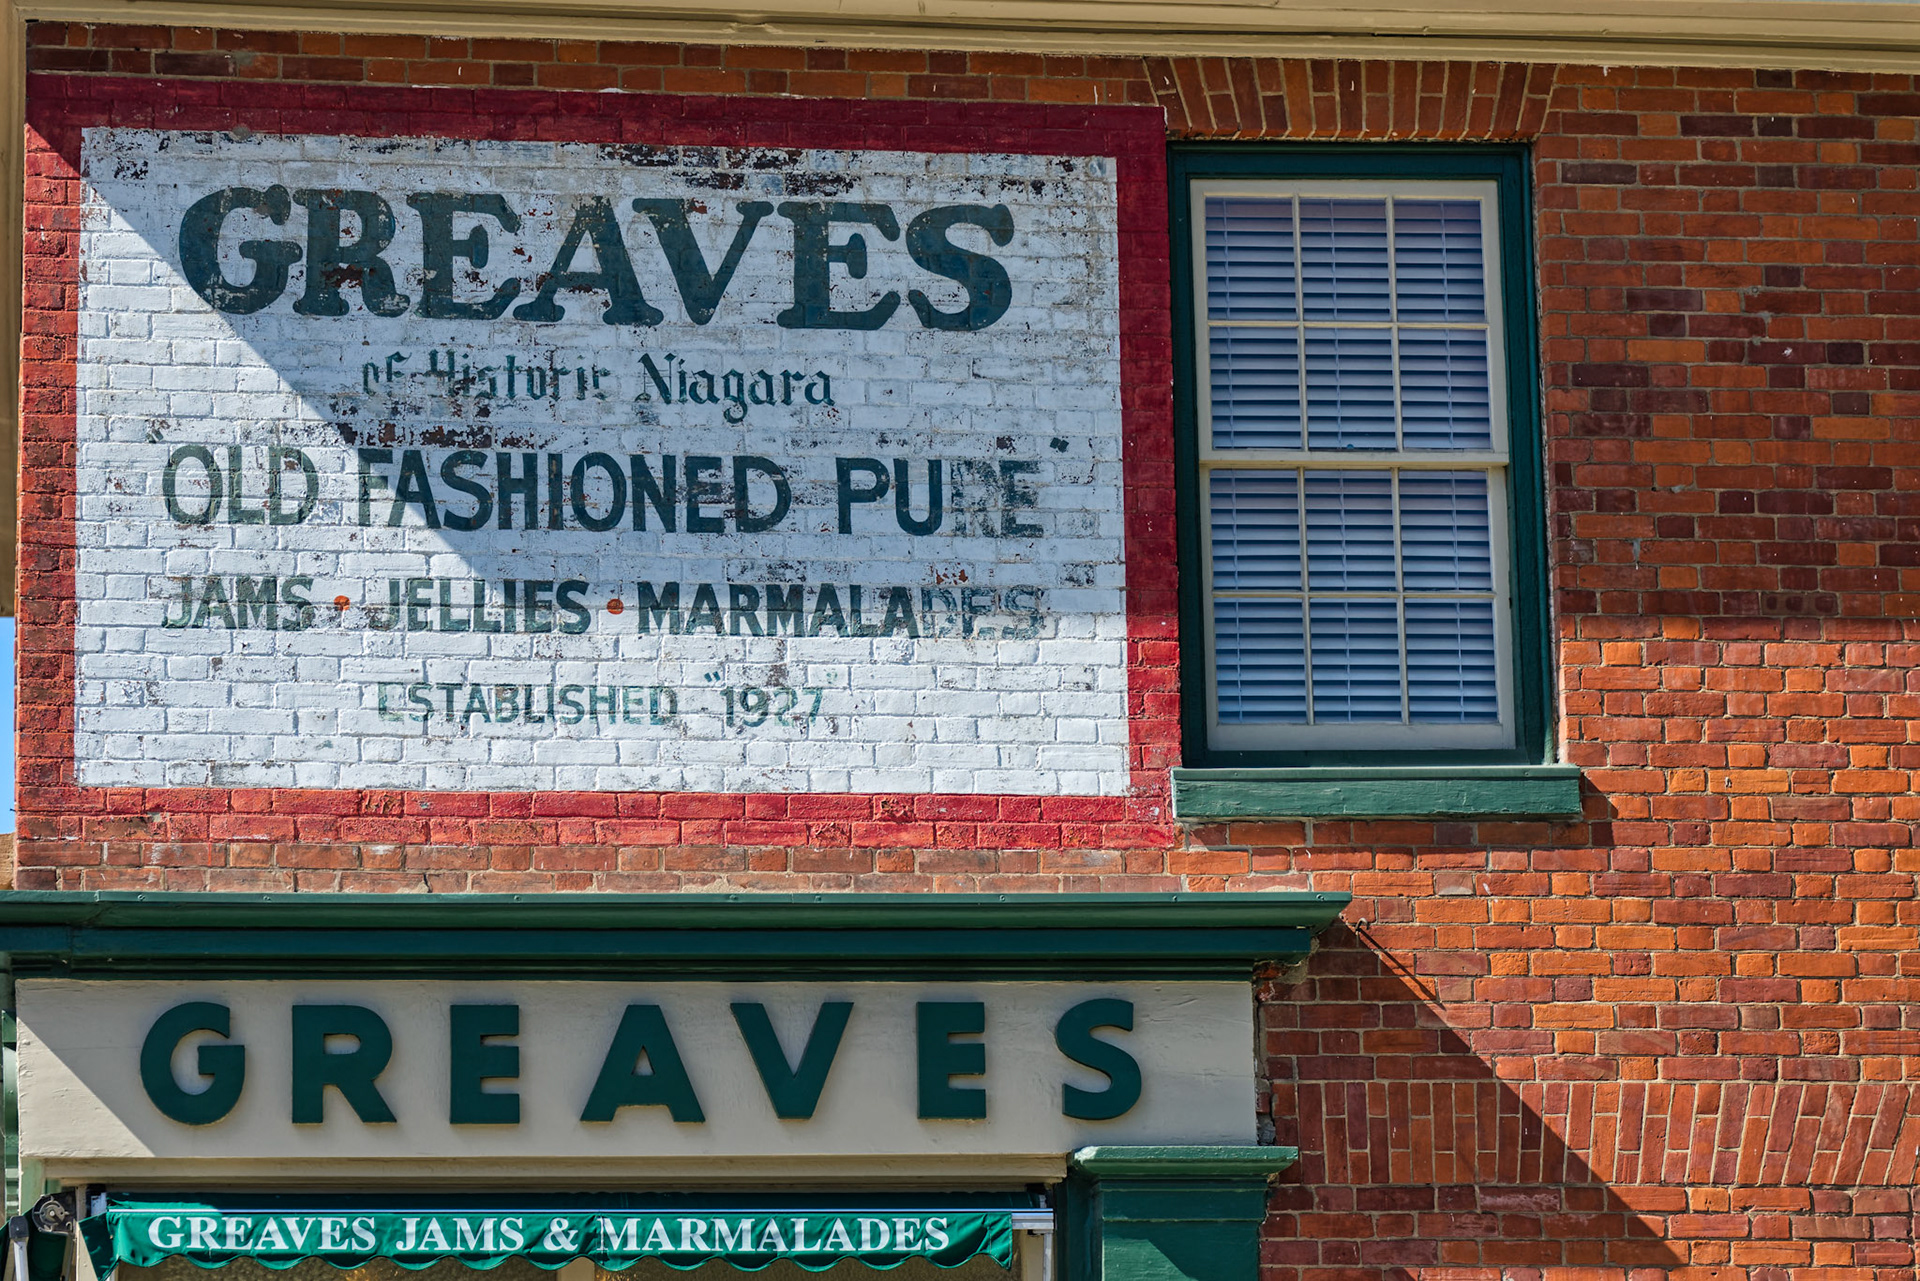 GREAVES
of Historic Niagara
"OLD FASHIONED PURE"
JAMS • JELLIES • MARMALADES
ESTABLISHED "1927"
GREAVES
GREAVES JAMS & MARMALADES